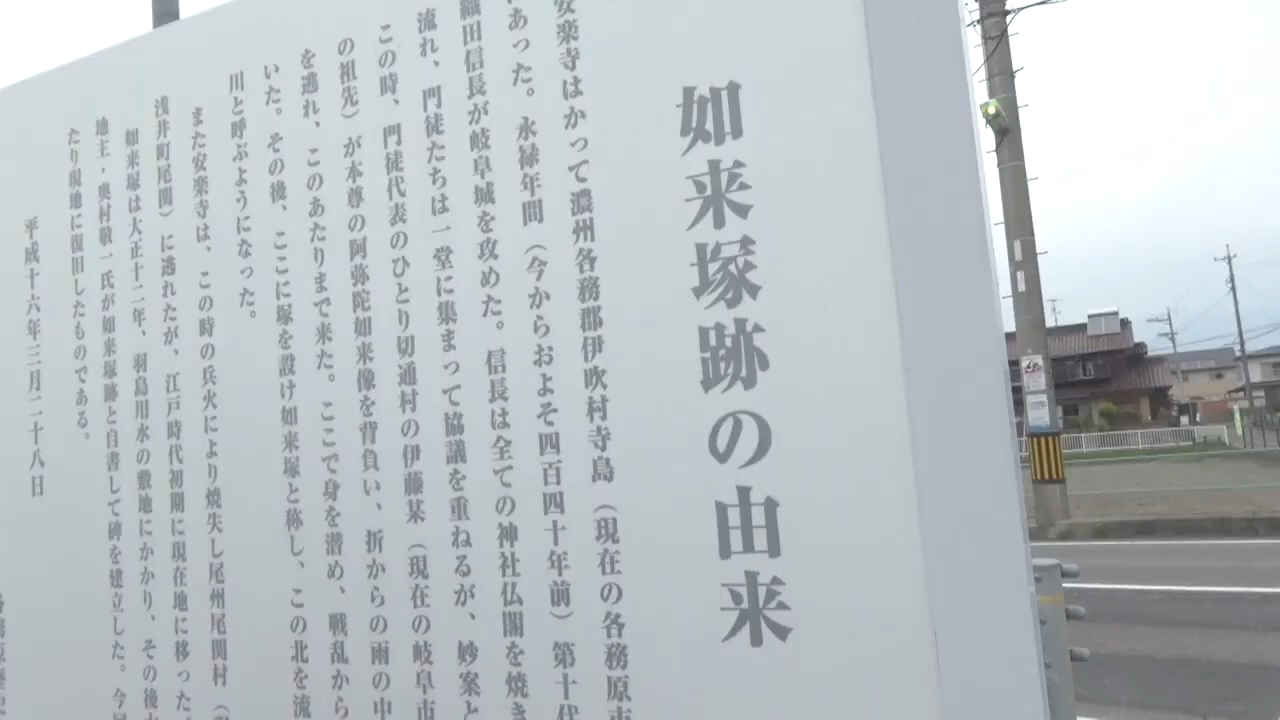 如来塚跡の由来
安楽寺はかって濃州各務郡伊吹村寺島（現在の各務原市
あった。永禄年間（今からおよそ四百四十年前）第十代
織田信長が岐阜城を攻めた。信長は全ての神社仏閣を焼き
流れ、門徒たちは一堂に集まって協議を重ねるが、妙案と
この時、門徒代表のひとり切通村の伊藤某（現在の岐阜市
の祖先）が本尊の阿弥陀如来像を背負い、折からの雨の中
を逃れ、このあたりまで来た。ここで身を潜め、戦乱から
いた。その後、ここに塚を設け如来塚と称し、この北を流
川と呼ぶようになった。
また安楽寺は、この時の兵火により焼失し尾州尾関村（
浅井町尾関）に逃れたが、江戸時代初期に現在地に移った。
如来塚は大正十二年、羽島用水の敷地にかかり、その後
地主・奥村敬一氏が如来塚跡と自書して碑を建立した。今
たり現地に復旧したものである。
平成十六年三月二十八日